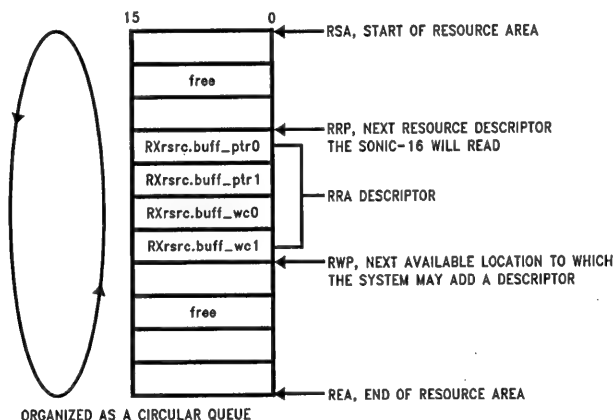 15 0
RSA, START OF RESOURCE AREA
free
RRP, NEXT RESOURCE DESCRIPTOR
THE SONIC-16 WILL READ
RXrsrc.buff_ptr0
RXrsrc.buff_ptr1
RRA DESCRIPTOR
RXrsrc.buff_wc0
RXrsrc.buff_wc1
RWP, NEXT AVAILABLE LOCATION TO WHICH
THE SYSTEM MAY ADD A DESCRIPTOR
free
REA, END OF RESOURCE AREA
ORGANIZED AS A CIRCULAR QUEUE